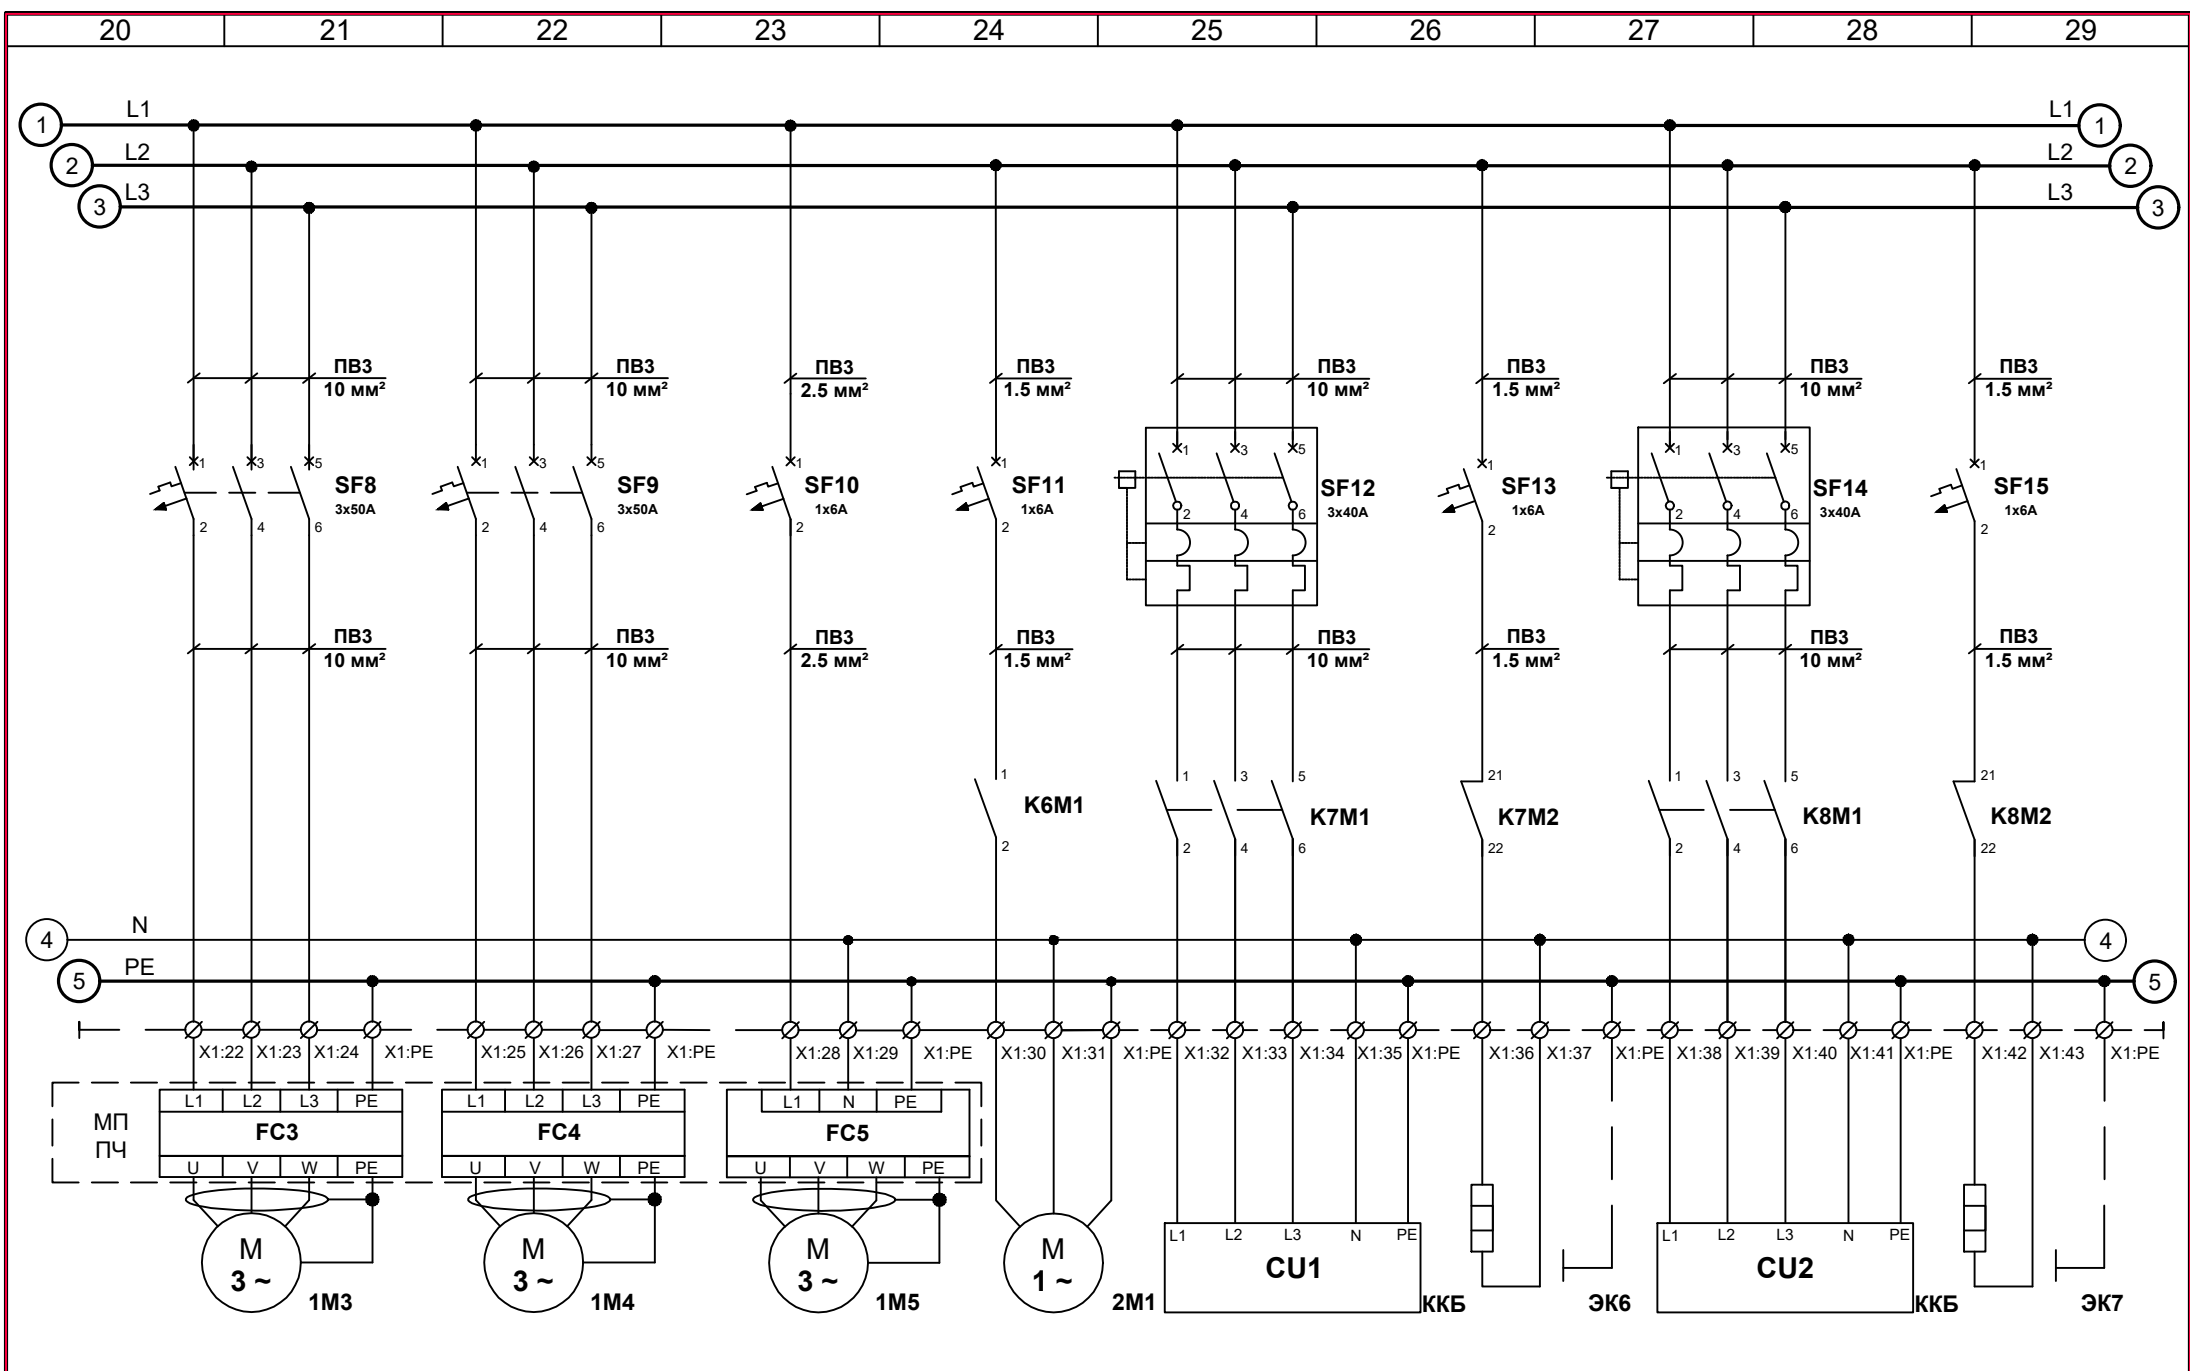 20 21 22 23 24 25 26 27 28 29
1 L1 L1 1
2 L2 L2 2
3 L3 L3 3
ПВ3 ПВ3 ПВ3 ПВ3 ПВ3 ПВ3 ПВ3 ПВ3
10 мм² 10 мм² 2.5 мм² 1.5 мм² 10 мм² 1.5 мм² 10 мм² 1.5 мм²
1 3 5 1 3 5 1 1 1 3 5 1 1 3 5 1
SF8 SF9 SF10 SF11 SF12 SF13 SF14 SF15
3x50A 3x50A 1x6A 1x6A 3x40A 1x6A 3x40A 1x6A
2 4 6 2 4 6 2 2 2 4 6 2 2 4 6 2
ПВ3 ПВ3 ПВ3 ПВ3 ПВ3 ПВ3 ПВ3 ПВ3
10 мм² 10 мм² 2.5 мм² 1.5 мм² 10 мм² 1.5 мм² 10 мм² 1.5 мм²
1 1 3 5 21 1 3 5 21
K6M1 K7M1 K7M2 K8M1 K8M2
2 2 4 6 22 2 4 6 22
4 N 4
5 PE 5
X1:22 X1:23 X1:24 X1:PE X1:25 X1:26 X1:27 X1:PE X1:28 X1:29 X1:PE X1:30 X1:31 X1:PE X1:32 X1:33 X1:34 X1:35 X1:PE X1:36 X1:37 X1:PE X1:38 X1:39 X1:40 X1:41 X1:PE X1:42 X1:43 X1:PE
L1 L2 L3 PE L1 L2 L3 PE L1 N PE
МП
ПЧ
FC3 FC4 FC5
U V W PE U V W PE U V W PE
L1 L2 L3 N PE L1 L2 L3 N PE
M M M M
3 ~ 3 ~ 3 ~ 1 ~
CU1 CU2
1М3 1М4 1М5 2М1 ККБ ЭК6 ККБ ЭК7